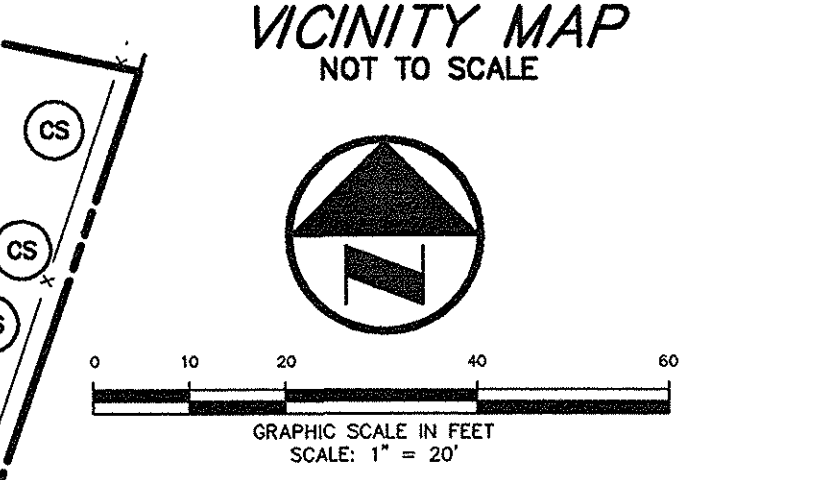 VICINITY MAP
NOT TO SCALE
CS
CS
S
N
0 10 20 40 60
GRAPHIC SCALE IN FEET
SCALE: 1" = 20'